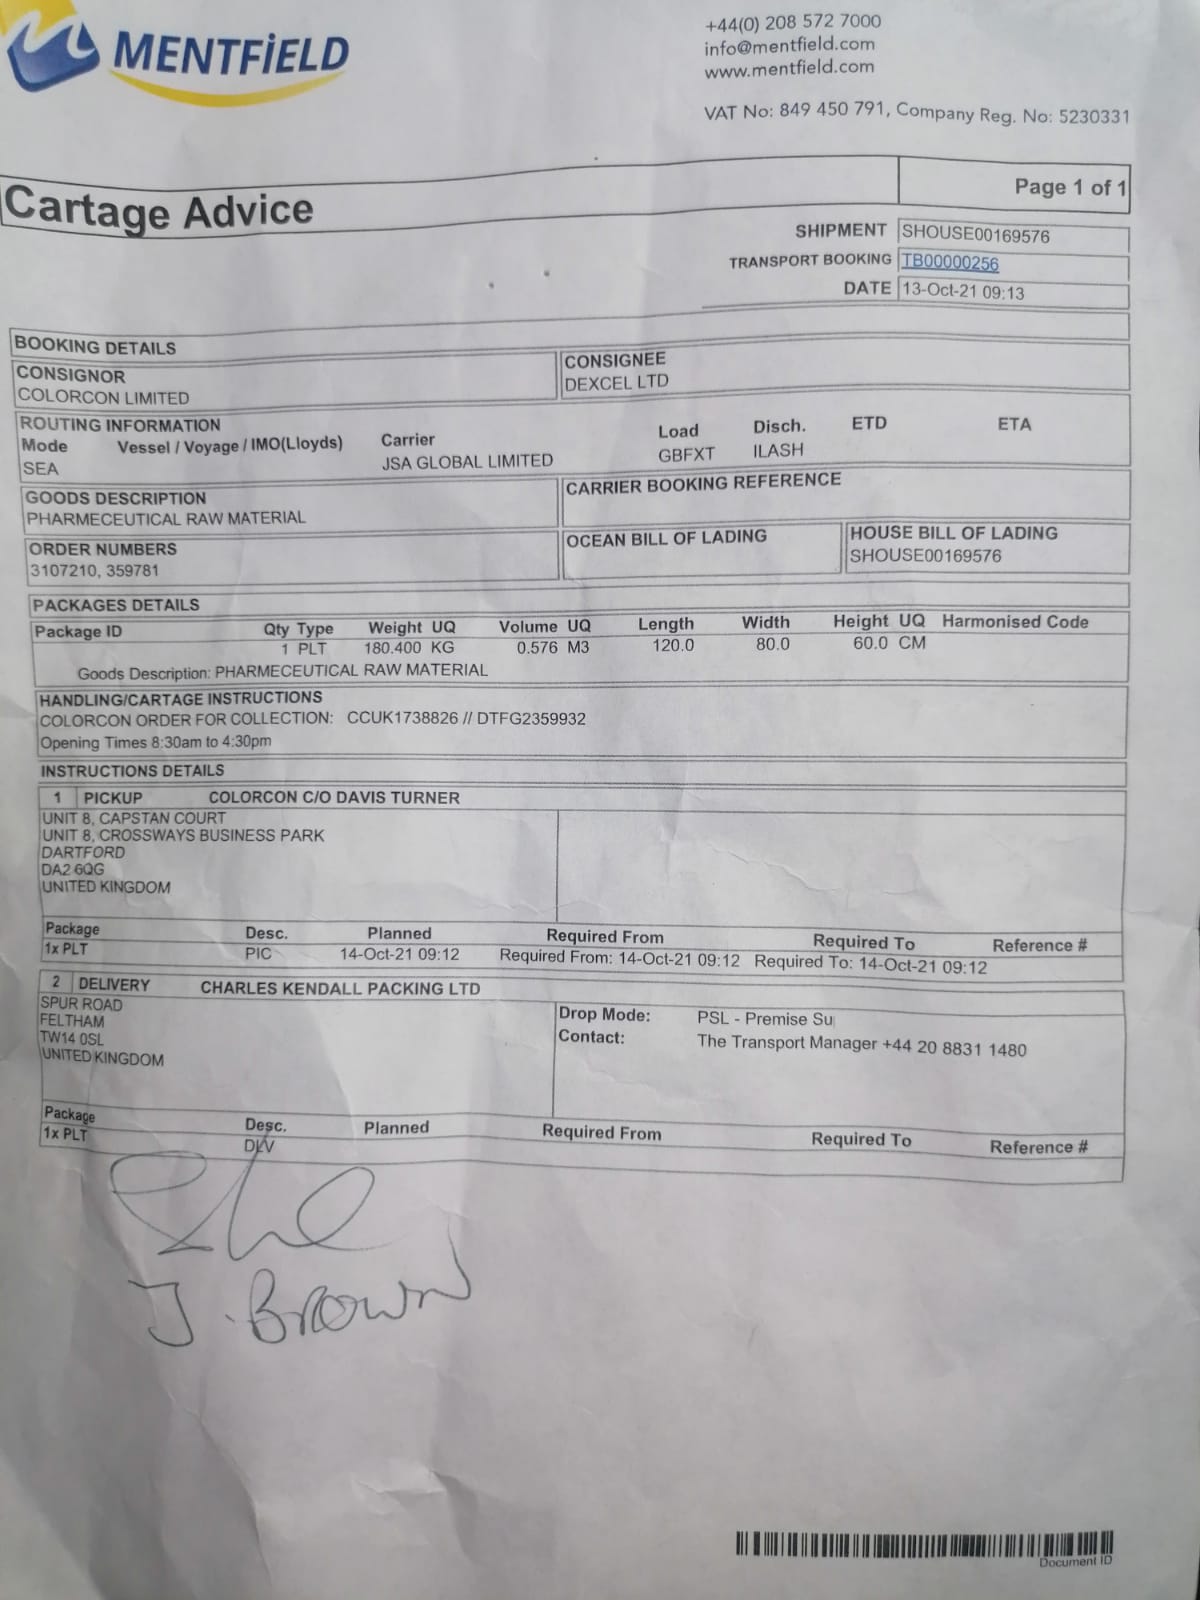 MENTFiELD
+44(0) 208 572 7000
info@mentfield.com
www.mentfield.com
VAT No: 849 450 791, Company Reg. No: 5230331
Cartage Advice
Page 1 of 1
SHIPMENT SHOUSE00169576
TRANSPORT BOOKING TB00000256
DATE 13-Oct-21 09:13
BOOKING DETAILS
CONSIGNOR CONSIGNEE
COLORCON LIMITED DEXCEL LTD
ROUTING INFORMATION
Mode Vessel / Voyage / IMO(Lloyds) Carrier Load Disch. ETD ETA
SEA JSA GLOBAL LIMITED GBFXT ILASH
GOODS DESCRIPTION CARRIER BOOKING REFERENCE
PHARMECEUTICAL RAW MATERIAL
ORDER NUMBERS OCEAN BILL OF LADING HOUSE BILL OF LADING
3107210, 359781 SHOUSE00169576
PACKAGES DETAILS
Package ID Qty Type Weight UQ Volume UQ Length Width Height UQ Harmonised Code
1 PLT 180.400 KG 0.576 M3 120.0 80.0 60.0 CM
Goods Description: PHARMECEUTICAL RAW MATERIAL
HANDLING/CARTAGE INSTRUCTIONS
COLORCON ORDER FOR COLLECTION: CCUK1738826 // DTFG2359932
Opening Times 8:30am to 4:30pm
INSTRUCTIONS DETAILS
1 PICKUP COLORCON C/O DAVIS TURNER
UNIT 8, CAPSTAN COURT
UNIT 8, CROSSWAYS BUSINESS PARK
DARTFORD
DA2 6QG
UNITED KINGDOM
Package Desc. Planned Required From Required To Reference #
1x PLT PIC 14-Oct-21 09:12 Required From: 14-Oct-21 09:12 Required To: 14-Oct-21 09:12
2 DELIVERY CHARLES KENDALL PACKING LTD
SPUR ROAD Drop Mode: PSL - Premise Su
FELTHAM Contact: The Transport Manager +44 20 8831 1480
TW14 0SL
UNITED KINGDOM
Package Desc. Planned Required From Required To Reference #
1x PLT DLV
J. BROWN
Document ID